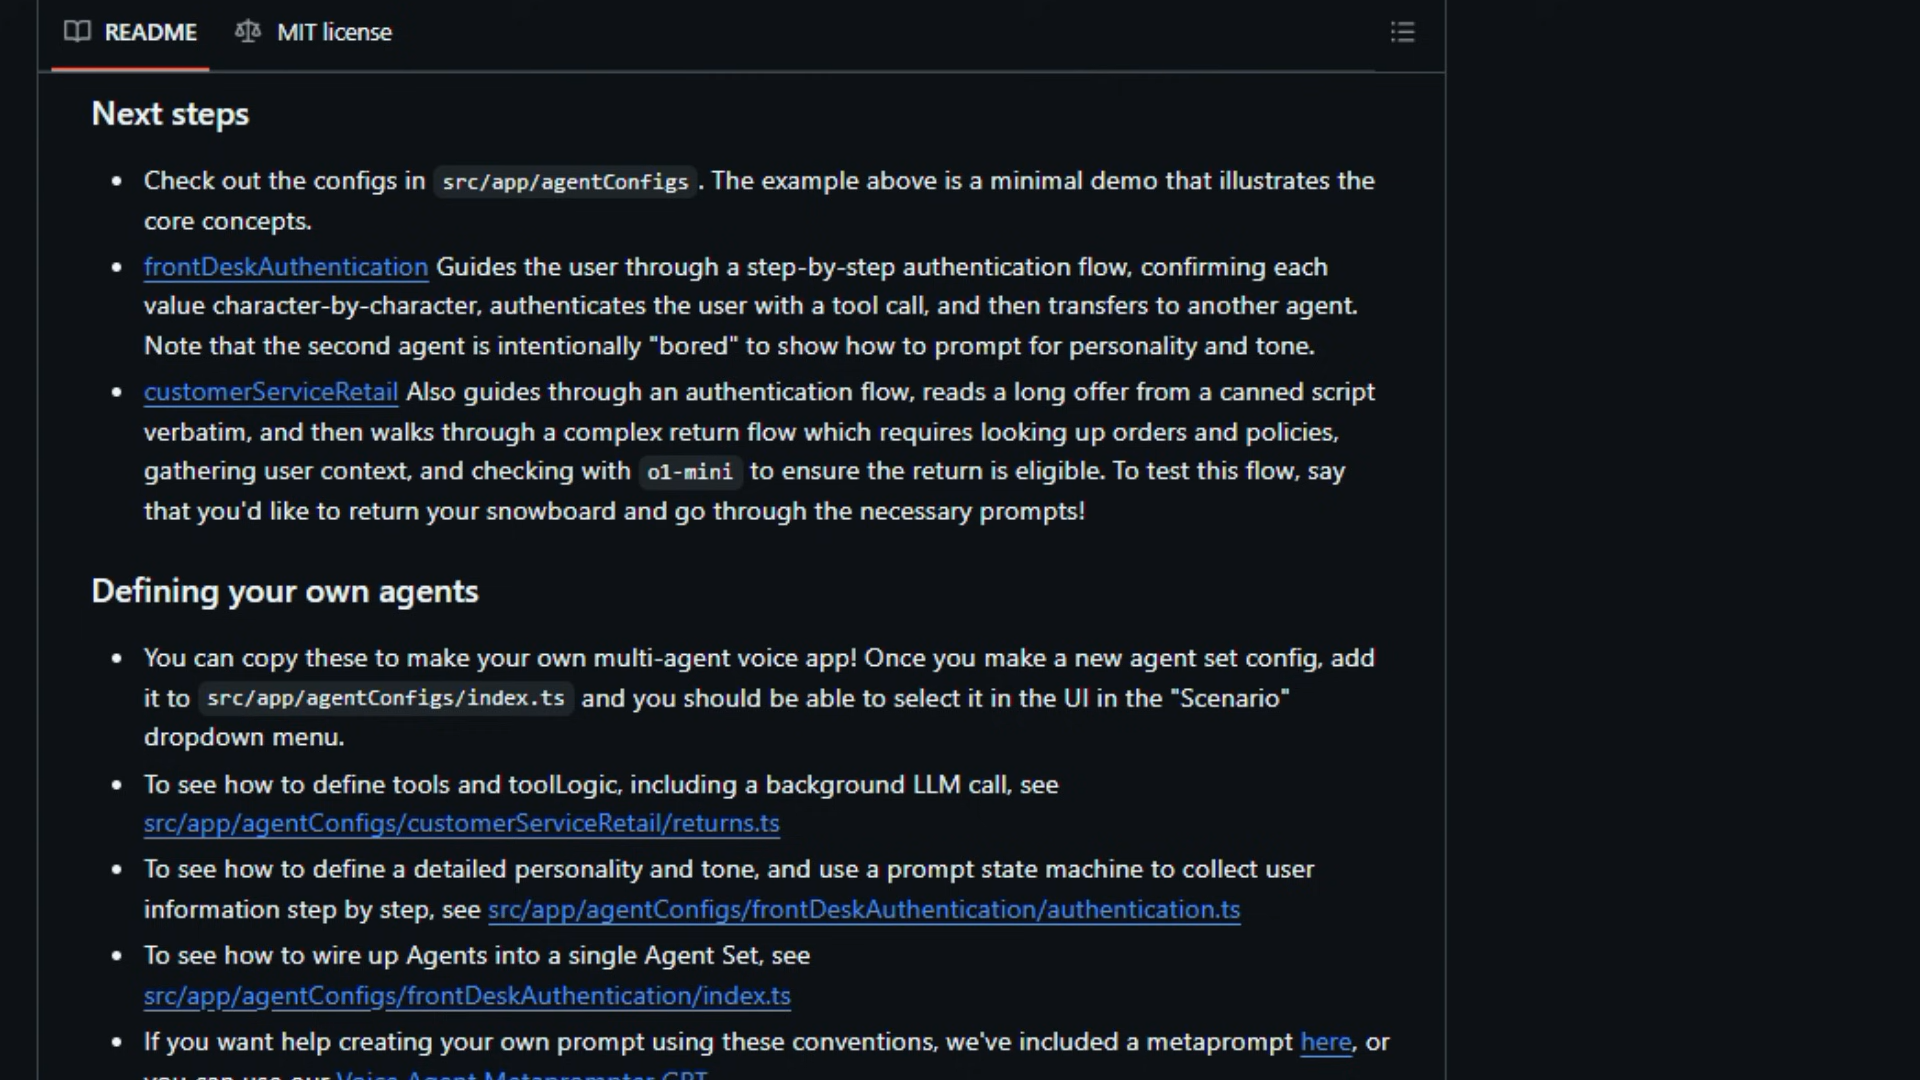 README
MIT license
Next steps
Check out the configs in src/app/agentConfigs. The example above is a minimal demo that illustrates the
core concepts.
frontDeskAuthentication Guides the user through a step-by-step authentication flow, confirming each
value character-by-character, authenticates the user with a tool call, and then transfers to another agent.
Note that the second agent is intentionally "bored" to show how to prompt for personality and tone.
customerServiceRetail Also guides through an authentication flow, reads a long offer from a canned script
verbatim, and then walks through a complex return flow which requires looking up orders and policies,
gathering user context, and checking with o1-mini to ensure the return is eligible. To test this flow, say
that you'd like to return your snowboard and go through the necessary prompts!
Defining your own agents
You can copy these to make your own multi-agent voice app! Once you make a new agent set config, add
it to src/app/agentConfigs/index.ts and you should be able to select it in the UI in the "Scenario"
dropdown menu.
To see how to define tools and toolLogic, including a background LLM call, see
src/app/agentConfigs/customerServiceRetail/returns.ts
To see how to define a detailed personality and tone, and use a prompt state machine to collect user
information step by step, see src/app/agentConfigs/frontDeskAuthentication/authentication.ts
To see how to wire up Agents into a single Agent Set, see
src/app/agentConfigs/frontDeskAuthentication/index.ts
If you want help creating your own prompt using these conventions, we've included a metaprompt here, or
you can use our Voice Agent Metaprompter GPT